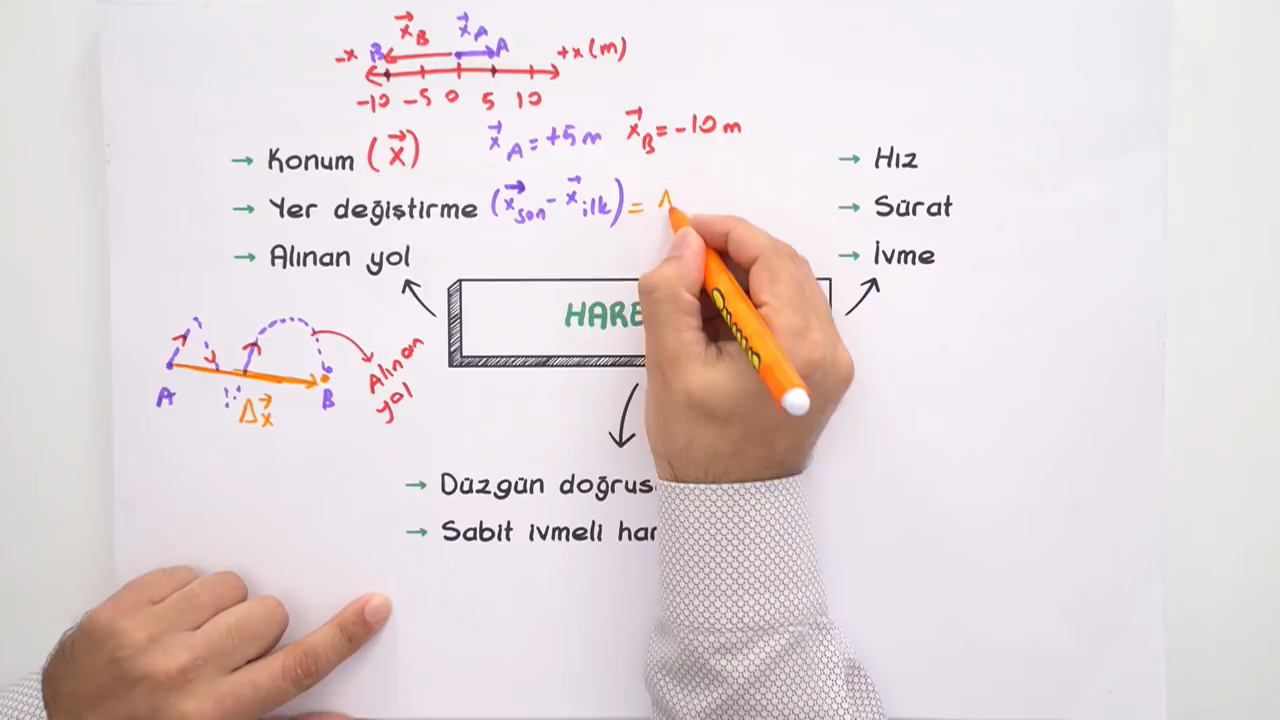 x⃗B x⃗A
-x B A +x (m)
-10 -5 0 5 10
x⃗A = +5 m x⃗B = -10 m
→ Konum (x⃗)
→ Yer değiştirme (x⃗son - x⃗ilk) =
→ Alınan yol
→ Hız
→ Sürat
→ İvme
HARE
A B
Δx⃗
Alınan
yol
→ Düzgün doğrus
→ Sabit ivmeli har